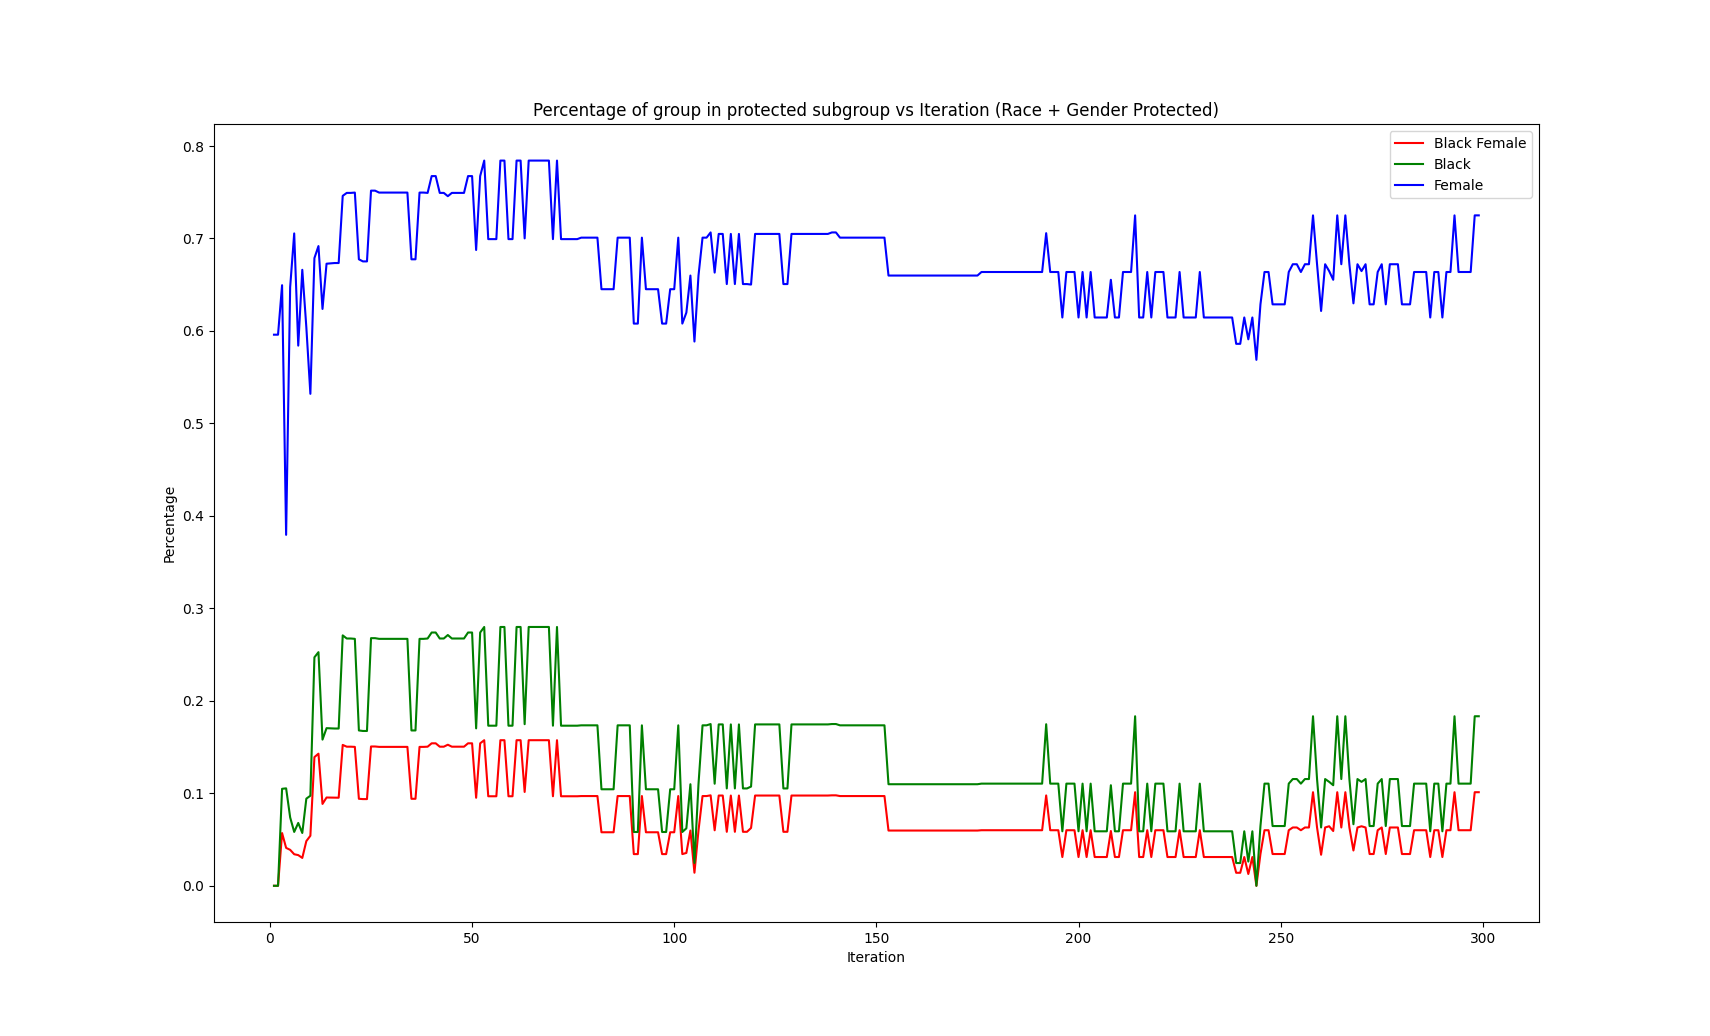 Percentage of group in protected subgroup vs Iteration (Race + Gender Protected)
Black Female
Black
Female
0.8
0.7
0.6
0.5
0.4
0.3
0.2
0.1
0.0
Percentage
0 50 100 150 200 250 300
Iteration